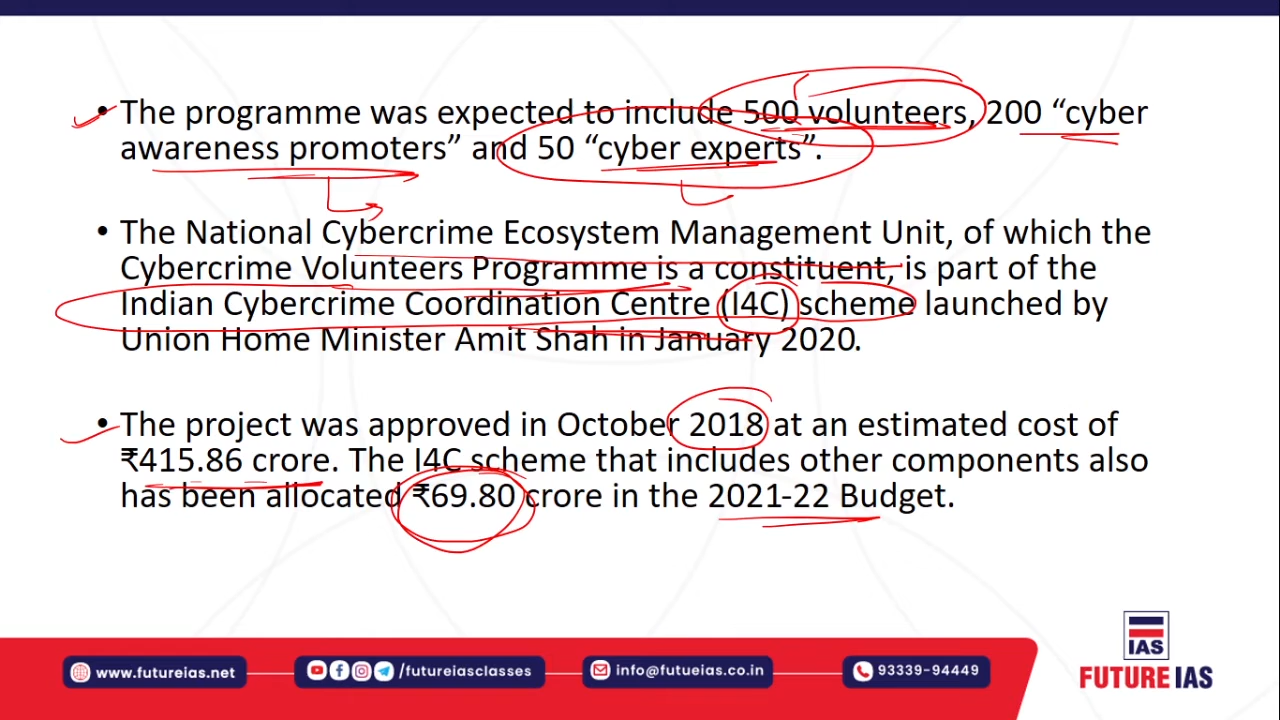 • The programme was expected to include 500 volunteers, 200 “cyber
awareness promoters” and 50 “cyber experts”.
• The National Cybercrime Ecosystem Management Unit, of which the
Cybercrime Volunteers Programme is a constituent, is part of the
Indian Cybercrime Coordination Centre (I4C) scheme launched by
Union Home Minister Amit Shah in January 2020.
• The project was approved in October 2018 at an estimated cost of
₹415.86 crore. The I4C scheme that includes other components also
has been allocated ₹69.80 crore in the 2021-22 Budget.
IAS
FUTURE IAS
www.futureias.net
/futureiasclasses
info@futueias.co.in
93339-94449